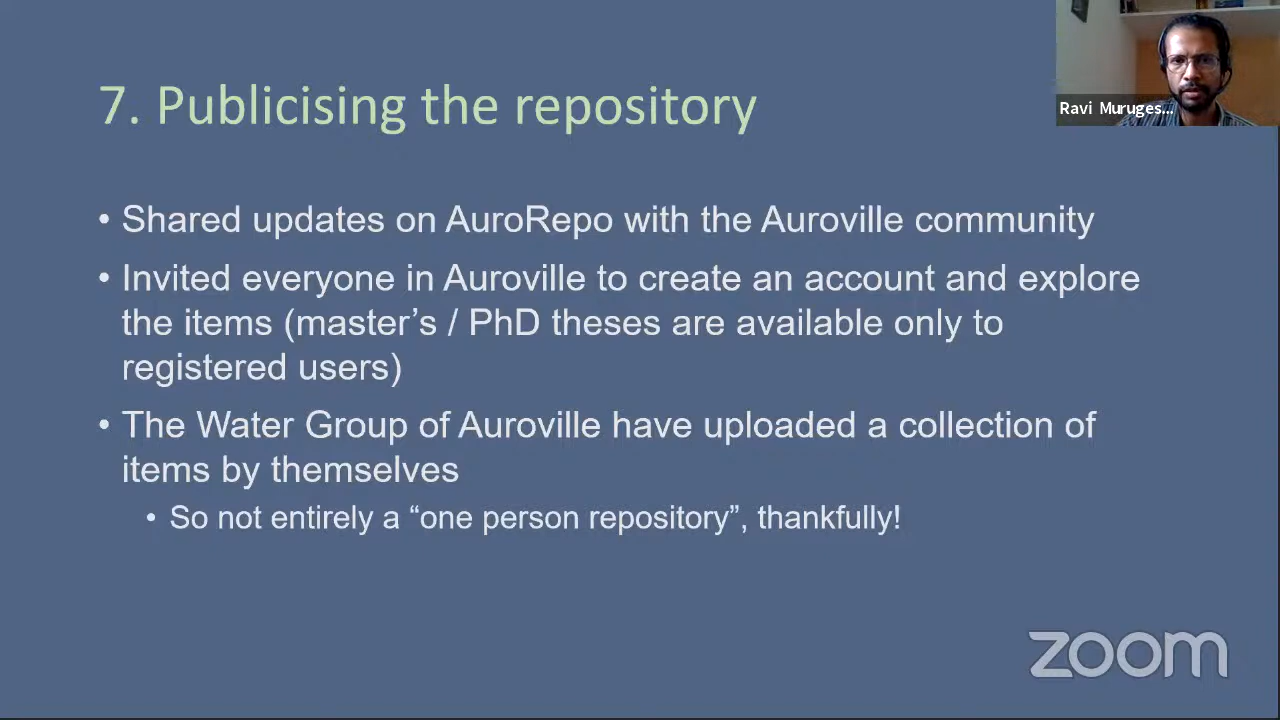 7. Publicising the repository
Ravi Muruges...
• Shared updates on AuroRepo with the Auroville community
• Invited everyone in Auroville to create an account and explore
the items (master’s / PhD theses are available only to
registered users)
• The Water Group of Auroville have uploaded a collection of
items by themselves
• So not entirely a “one person repository”, thankfully!
zoom